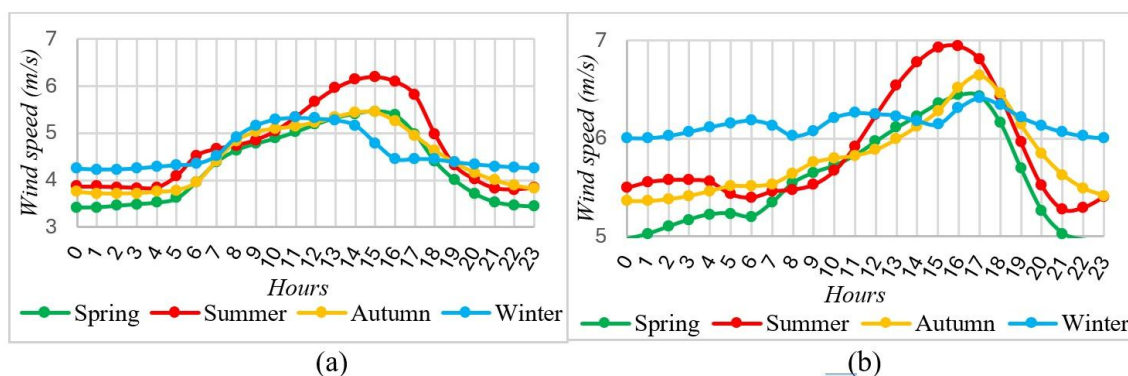 7
6
5
4
3
Wind speed (m/s)
0 1 2 3 4 5 6 7 8 9 10 11 12 13 14 15 16 17 18 19 20 21 22 23
Hours
Spring Summer Autumn Winter
(a)
7
6
5
Wind speed (m/s)
0 1 2 3 4 5 6 7 8 9 10 11 12 13 14 15 16 17 18 19 20 21 22 23
Hours
Spring Summer Autumn Winter
(b)